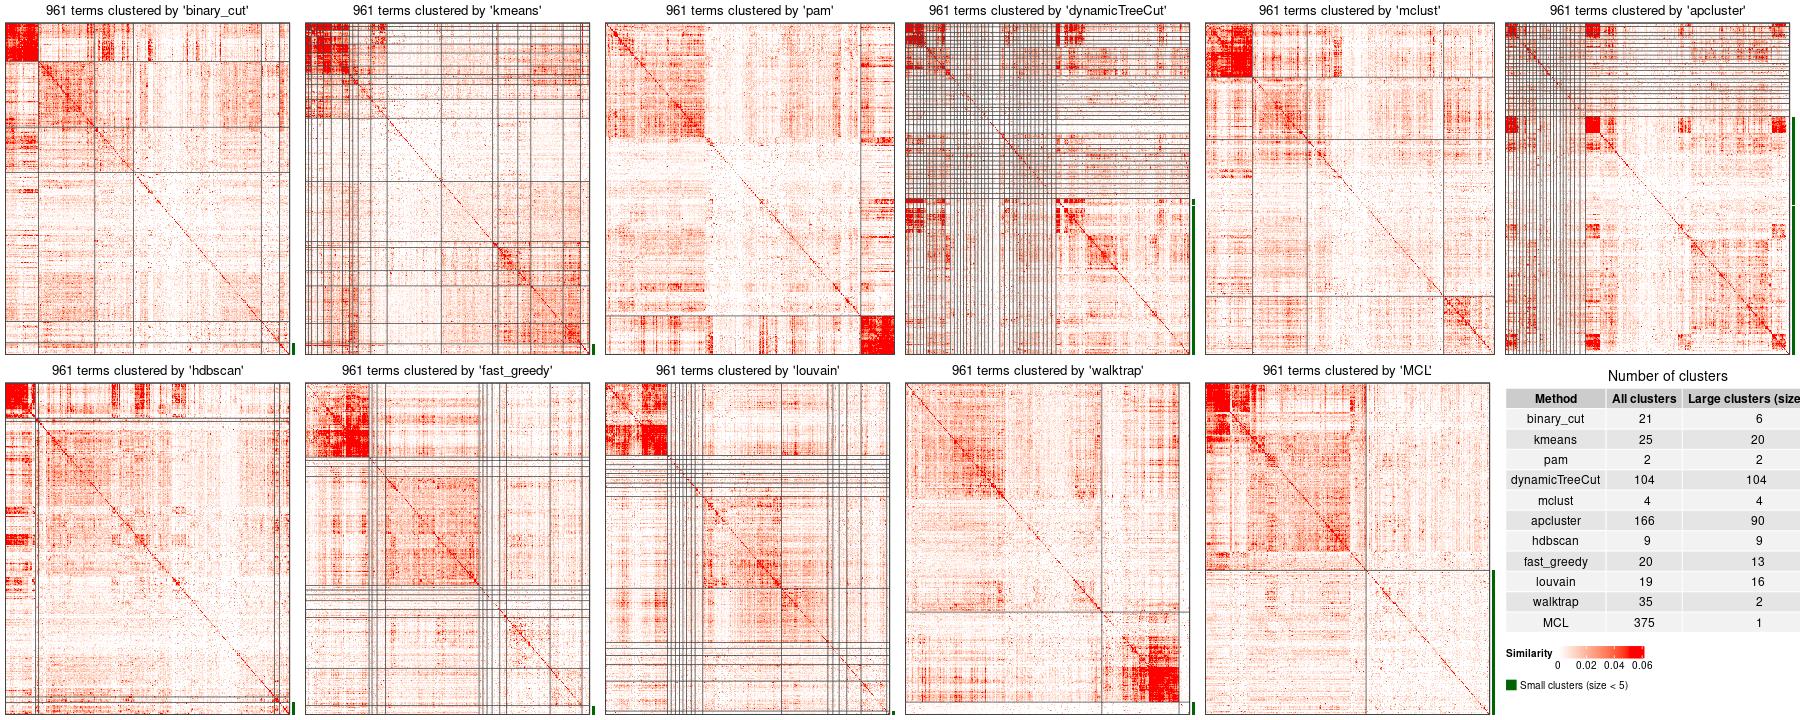 961 terms clustered by 'binary_cut'
961 terms clustered by 'kmeans'
961 terms clustered by 'pam'
961 terms clustered by 'dynamicTreeCut'
961 terms clustered by 'mclust'
961 terms clustered by 'apcluster'
961 terms clustered by 'hdbscan'
961 terms clustered by 'fast_greedy'
961 terms clustered by 'louvain'
961 terms clustered by 'walktrap'
961 terms clustered by 'MCL'
Number of clusters
Method All clusters Large clusters (size
binary_cut 21 6
kmeans 25 20
pam 2 2
dynamicTreeCut 104 104
mclust 4 4
apcluster 166 90
hdbscan 9 9
fast_greedy 20 13
louvain 19 16
walktrap 35 2
MCL 375 1
Similarity
0 0.02 0.04 0.06
Small clusters (size < 5)